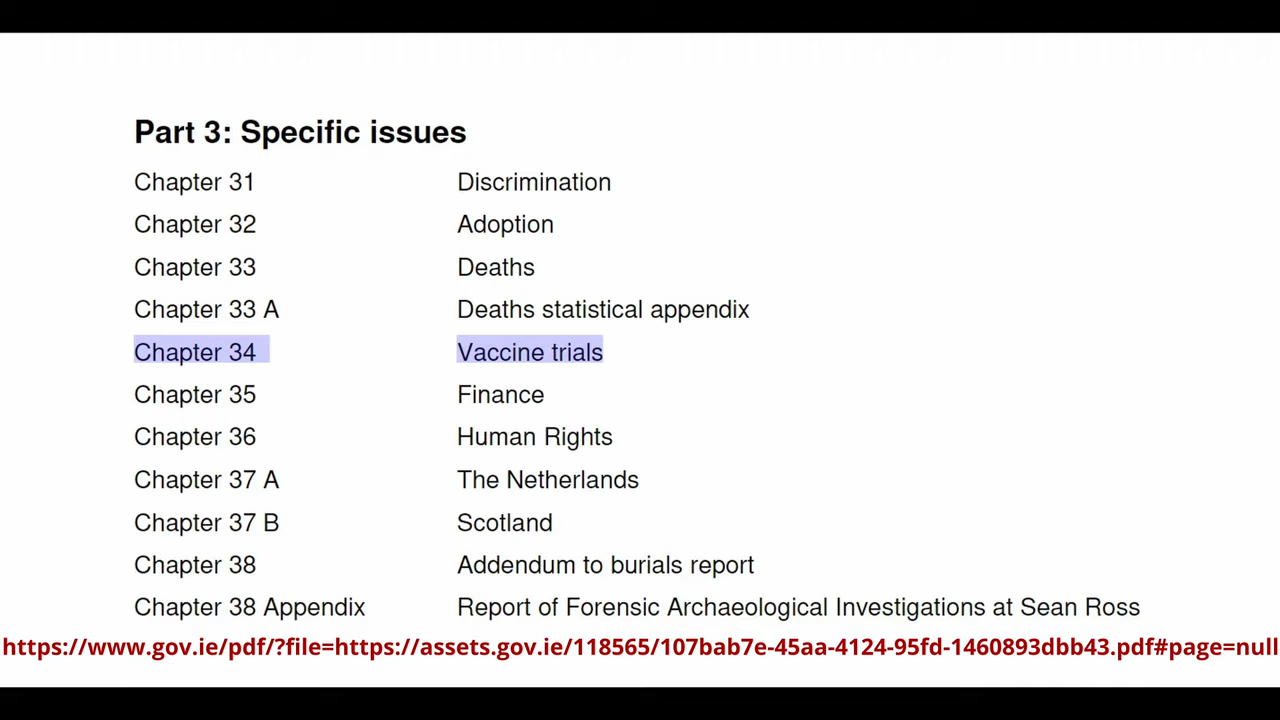 Part 3: Specific issues
Chapter 31 Discrimination
Chapter 32 Adoption
Chapter 33 Deaths
Chapter 33 A Deaths statistical appendix
Chapter 34 Vaccine trials
Chapter 35 Finance
Chapter 36 Human Rights
Chapter 37 A The Netherlands
Chapter 37 B Scotland
Chapter 38 Addendum to burials report
Chapter 38 Appendix Report of Forensic Archaeological Investigations at Sean Ross
https://www.gov.ie/pdf/?file=https://assets.gov.ie/118565/107bab7e-45aa-4124-95fd-1460893dbb43.pdf#page=null